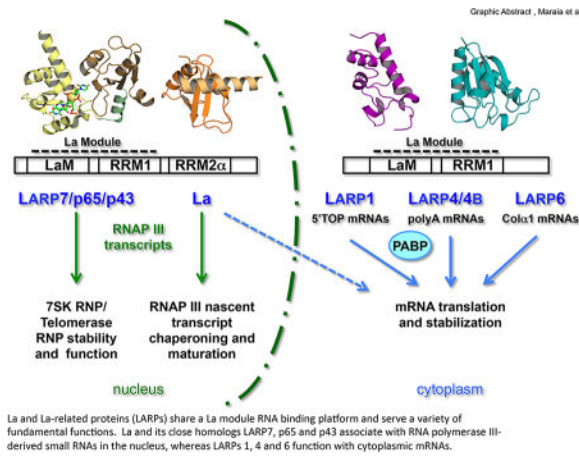 Graphic Abstract , Maraia et a
La Module
LaM RRM1 RRM2α
La Module
LaM RRM1
LARP7/p65/p43
La
RNAP III
transcripts
7SK RNP/
Telomerase
RNP stability
and function
RNAP III nascent
transcript
chaperoning and
maturation
nucleus
LARP1
5'TOP mRNAs
LARP4/4B
polyA mRNAs
LARP6
Colα1 mRNAs
PABP
mRNA translation
and stabilization
cytoplasm
La and La-related proteins (LARPs) share a La module RNA binding platform and serve a variety of
fundamental functions. La and its close homologs LARP7, p65 and p43 associate with RNA polymerase III-
derived small RNAs in the nucleus, whereas LARPs 1, 4 and 6 function with cytoplasmic mRNAs.